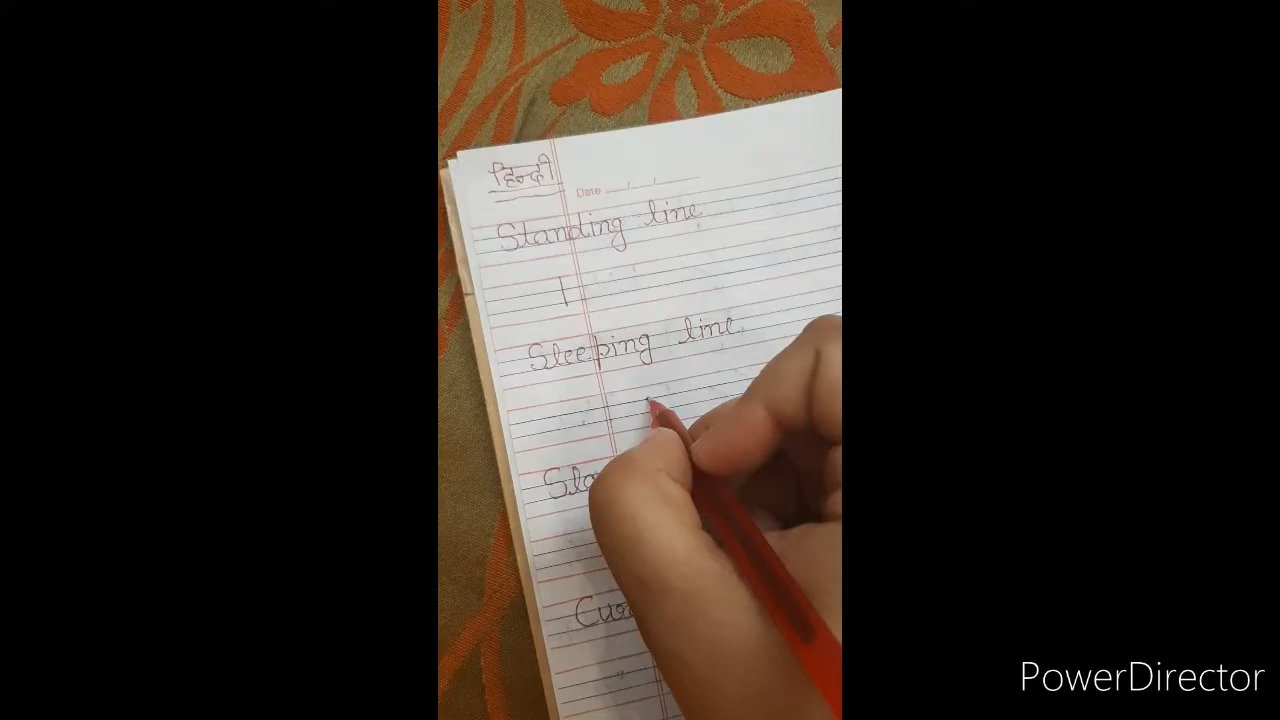 हिन्दी
Date
Standing line
Sleeping line
PowerDirector